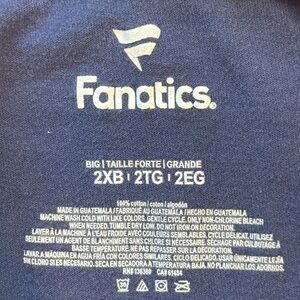 Fanatics.
BIG | TAILLE FORTE | GRANDE
2XB | 2TG | 2EG
100% cotton / coton / algodón
MADE IN GUATEMALA / FABRIQUÉ AU GUATEMALA / HECHO EN GUATEMALA
MACHINE WASH COLD WITH LIKE COLORS. GENTLE CYCLE. ONLY NON-CHLORINE BLEACH
WHEN NEEDED. TUMBLE DRY LOW. DO NOT IRON ON DECORATION.
LAVER À LA MACHINE À L'EAU FROIDE AVEC COULEURS SEMBLABLES. CYCLE DÉLICAT. UTILISEZ
SEULEMENT UN AGENT DE BLANCHIMENT SANS CHLORE SI NÉCESSAIRE. SÉCHAGE PAR CULBUTAGE À
BASSE TEMPÉRATURE. NE PAS REPASSER SUR LA DÉCORATION.
LAVAR A MÁQUINA EN AGUA FRÍA CON COLORES SIMILARES. CICLO DELICADO. USAR ÚNICAMENTE LEJÍA
SIN CLORO SI ES NECESARIO. SECA EN SECADORA A TEMPERATURA BAJA. NO PLANCHAR LOS ADORNOS.
RN# 136380 CA# 61684